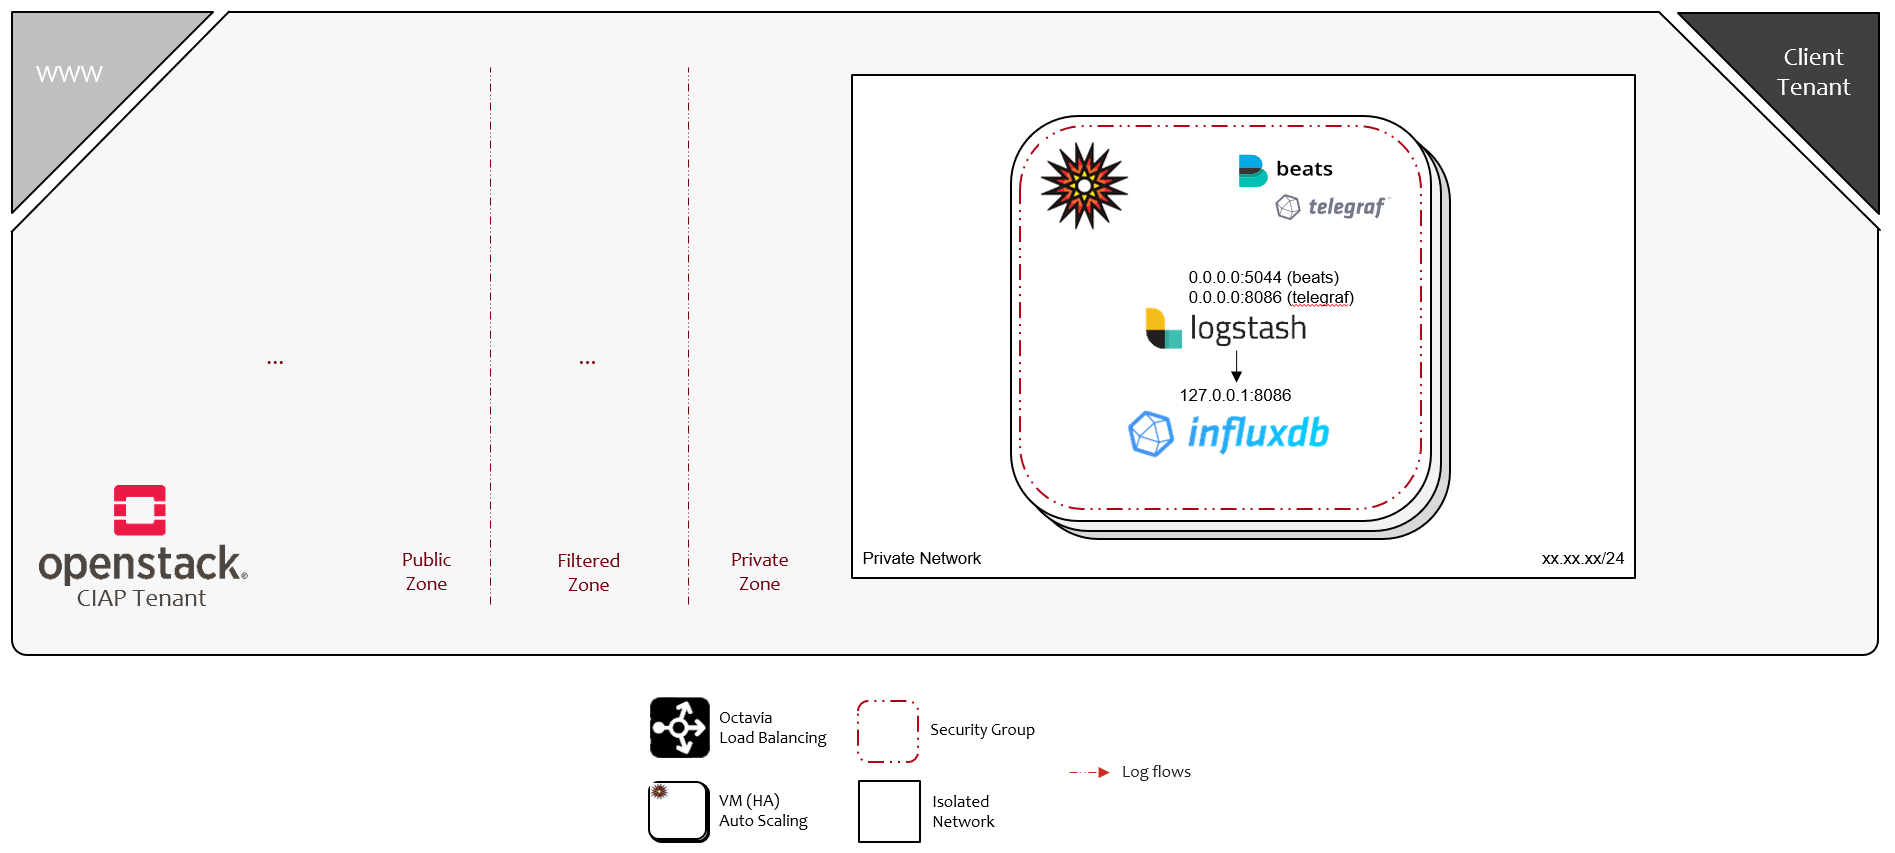 www
Client
Tenant
beats
telegraf
0.0.0.0:5044 (beats)
0.0.0.0:8086 (telegraf)
logstash
127.0.0.1:8086
influxdb
...
...
openstack®
CIAP Tenant
Public
Zone
Filtered
Zone
Private
Zone
Private Network
xx.xx.xx/24
Octavia
Load Balancing
Security Group
Log flows
VM (HA)
Auto Scaling
Isolated
Network